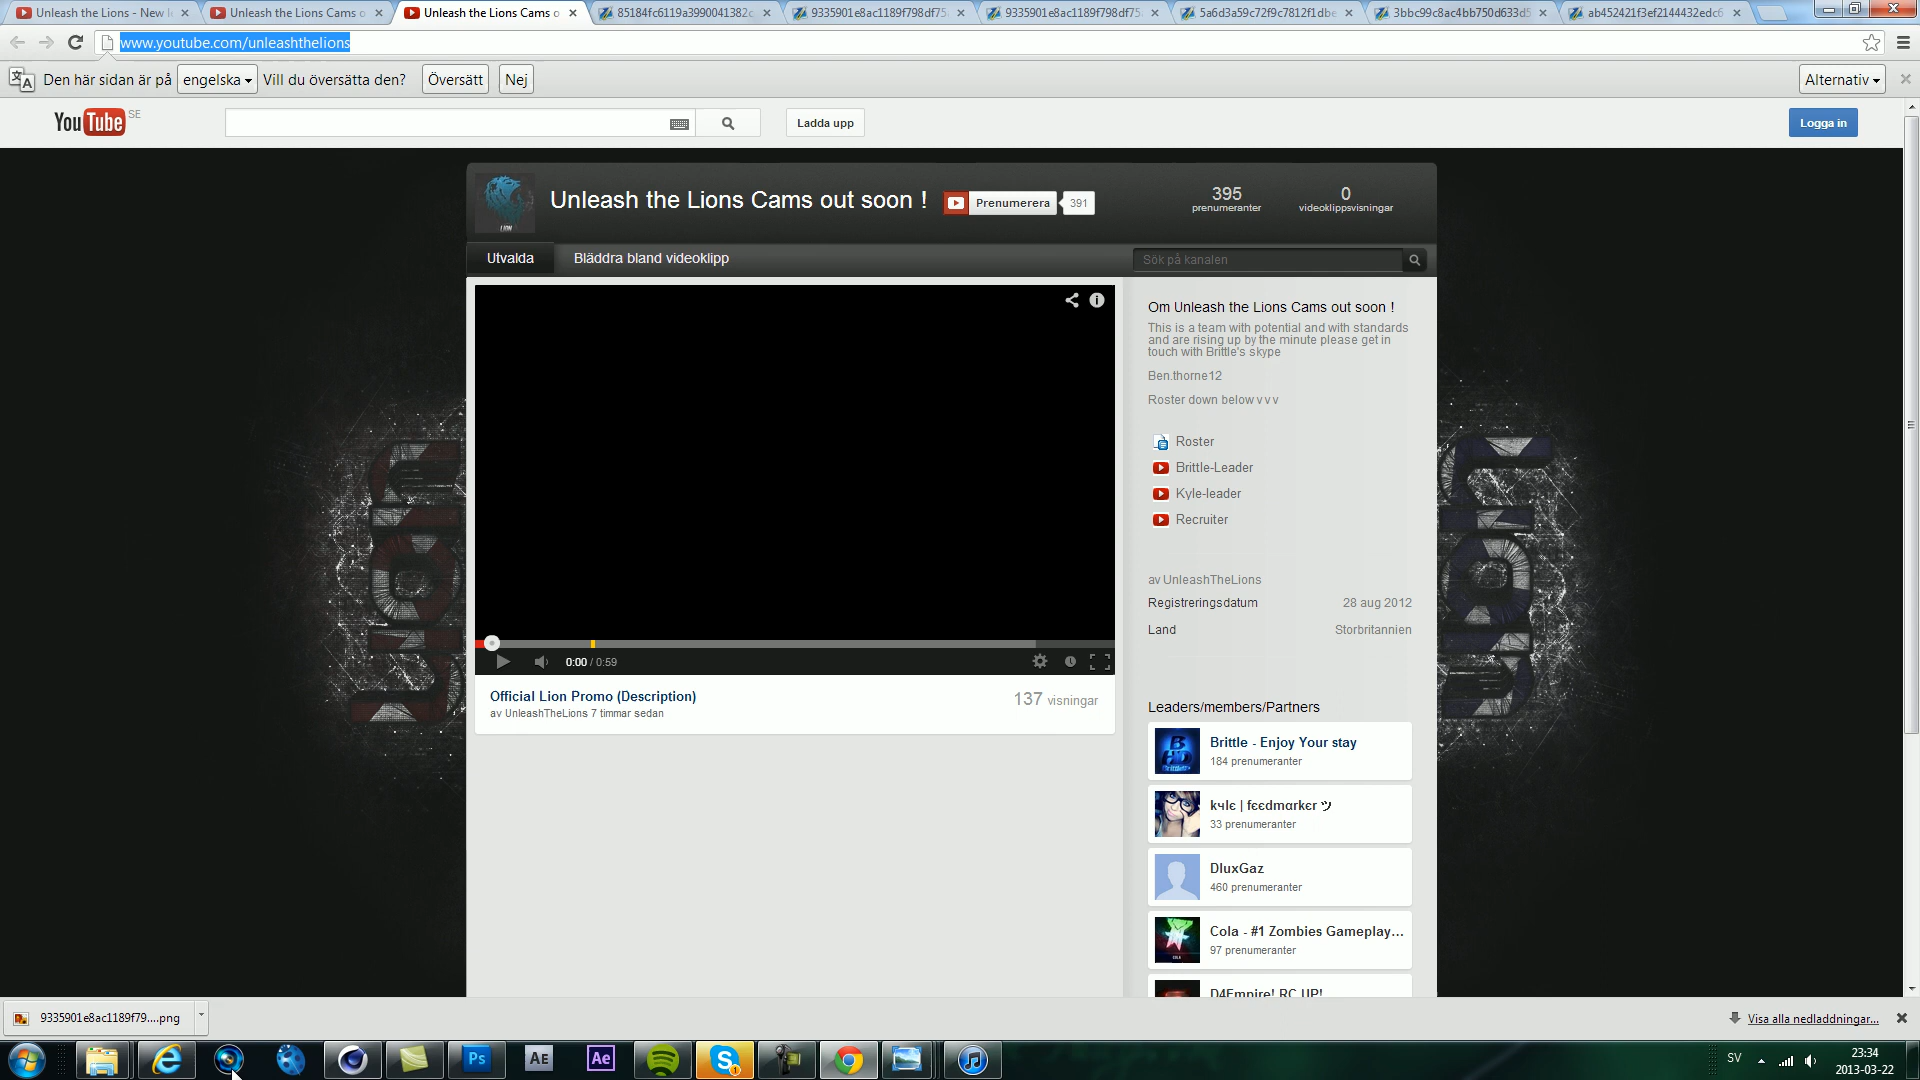 Unleash the Lions - New l
Unleash the Lions Cams o
Unleash the Lions Cams o
85184fc6119a3990041382c
9335901e8ac1189f798df75
9335901e8ac1189f798df75
5a6d3a59c72f9c7812f1dbe
3bbc99c8ac4bb750d633d5
ab452421f3ef2144432edc6
www.youtube.com/unleashthelions
Den här sidan är på engelska Vill du översätta den? Översätt Nej Alternativ
YouTube SE
Ladda upp
Logga in
Unleash the Lions Cams out soon !
Prenumerera 391
395
prenumeranter
0
videoklippsvisningar
LION
Utvalda
Bläddra bland videoklipp
Sök på kanalen
Om Unleash the Lions Cams out soon !
This is a team with potential and with standards
and are rising up by the minute please get in
touch with Brittle's skype
Ben.thorne12
Roster down below v v v
Roster
Brittle-Leader
Kyle-leader
Recruiter
av UnleashTheLions
Registreringsdatum 28 aug 2012
Land Storbritannien
0:00 / 0:59
Official Lion Promo (Description)
av UnleashTheLions 7 timmar sedan
137 visningar
Leaders/members/Partners
Brittle - Enjoy Your stay
184 prenumeranter
kчlє | fєєdmαrkєr ツ
33 prenumeranter
DluxGaz
460 prenumeranter
Cola - #1 Zombies Gameplay...
97 prenumeranter
D4Empire! RC UP!
9335901e8ac1189f79....png
Visa alla nedladdningar...
Ps
AE
Ae
SV
23:34
2013-03-22